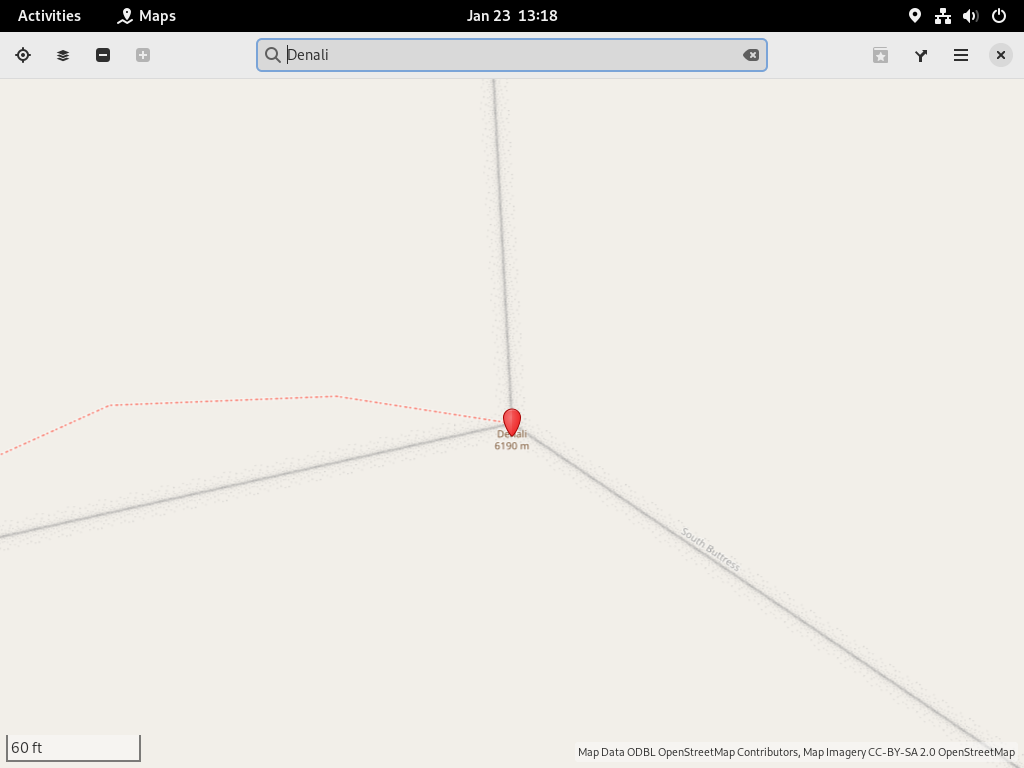 Activities
Maps
Jan 23 13:18
Denali
Denali
6190 m
South Buttress
60 ft
Map Data ODBL OpenStreetMap Contributors, Map Imagery CC-BY-SA 2.0 OpenStreetMap